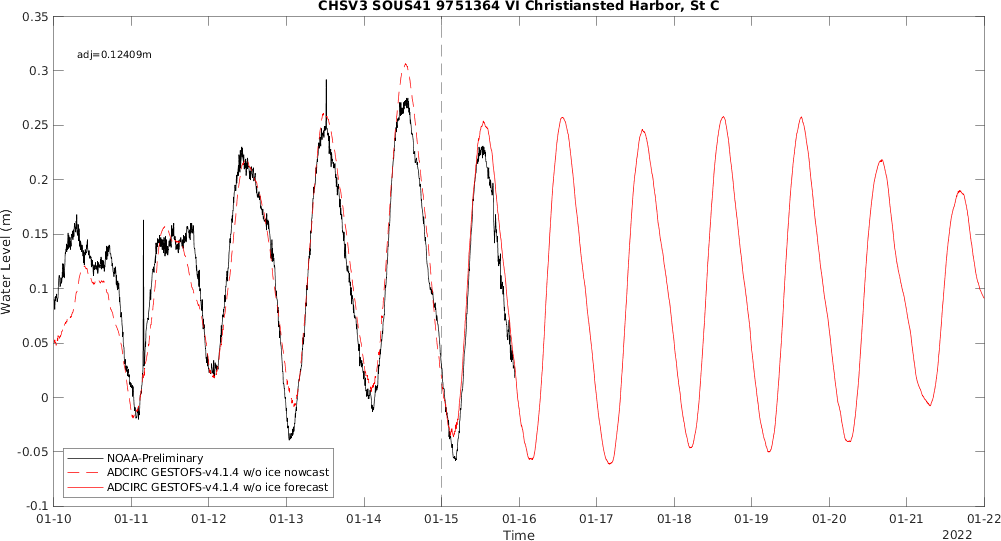 CHSV3 SOUS41 9751364 VI Christiansted Harbor, St C
adj=0.12409m
0.35
0.3
0.25
0.2
0.15
0.1
0.05
0
-0.05
-0.1
Water Level (m)
NOAA-Preliminary
ADCIRC GESTOFS-v4.1.4 w/o ice nowcast
ADCIRC GESTOFS-v4.1.4 w/o ice forecast
01-10 01-11 01-12 01-13 01-14 01-15 01-16 01-17 01-18 01-19 01-20 01-21 01-22
Time
2022